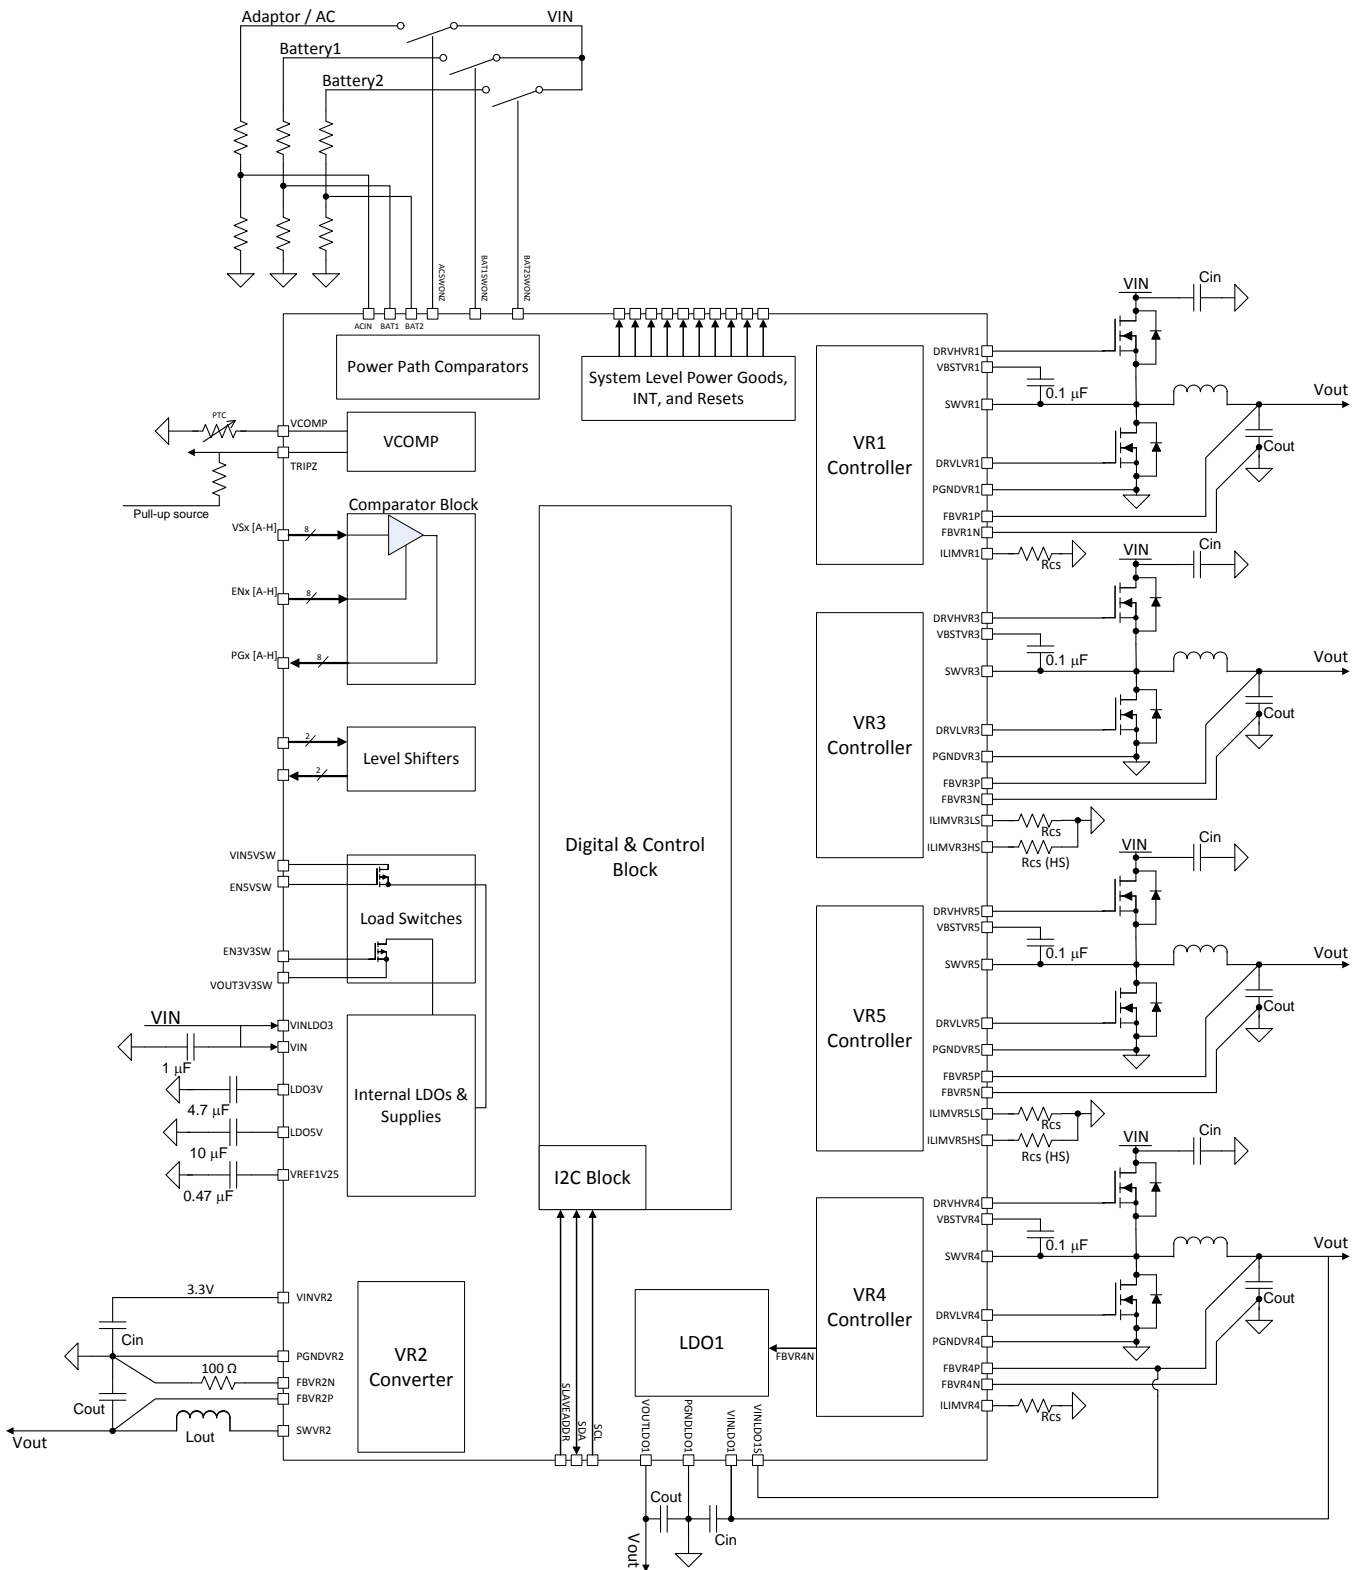 Adaptor / AC
VIN
Battery1
Battery2
ACSWONZ
BAT1SWONZ
BAT2SWONZ
ACIN
BAT1
BAT2
Power Path Comparators
System Level Power Goods,
INT, and Resets
PTC
VCOMP
VCOMP
TRIPZ
Pull-up source
Comparator Block
VSx [A-H]
8
ENx [A-H]
8
PGx [A-H]
8
2
Level Shifters
2
VIN5VSW
EN5VSW
Load Switches
EN3V3SW
VOUT3V3SW
VIN
VINLDO3
VIN
1 µF
LDO3V
4.7 µF
Internal LDOs &
Supplies
LDO5V
10 µF
VREF1V25
0.47 µF
Digital & Control
Block
I2C Block
SLAVEADDR
SDA
SCL
3.3V
VINVR2
Cin
PGNDVR2
100 Ω
FBVR2N
FBVR2P
Cout
Vout
Lout
SWVR2
VR2
Converter
LDO1
FBVR4N
VOUTLDO1
PGNDLDO1
VINLDO1
VINLDO1S
Cout
Cin
Vout
VR1
Controller
DRVHVR1
VBSTVR1
SWVR1
DRVLVR1
PGNDVR1
FBVR1P
FBVR1N
ILIMVR1
VIN
Cin
0.1 µF
Vout
Cout
Rcs
VR3
Controller
DRVHVR3
VBSTVR3
SWVR3
DRVLVR3
PGNDVR3
FBVR3P
FBVR3N
ILIMVR3LS
ILIMVR3HS
VIN
Cin
0.1 µF
Vout
Cout
Rcs
Rcs (HS)
VR5
Controller
DRVHVR5
VBSTVR5
SWVR5
DRVLVR5
PGNDVR5
FBVR5P
FBVR5N
ILIMVR5LS
ILIMVR5HS
VIN
Cin
0.1 µF
Vout
Cout
Rcs
Rcs (HS)
VR4
Controller
DRVHVR4
VBSTVR4
SWVR4
DRVLVR4
PGNDVR4
FBVR4P
FBVR4N
ILIMVR4
VIN
Cin
0.1 µF
Vout
Cout
Rcs